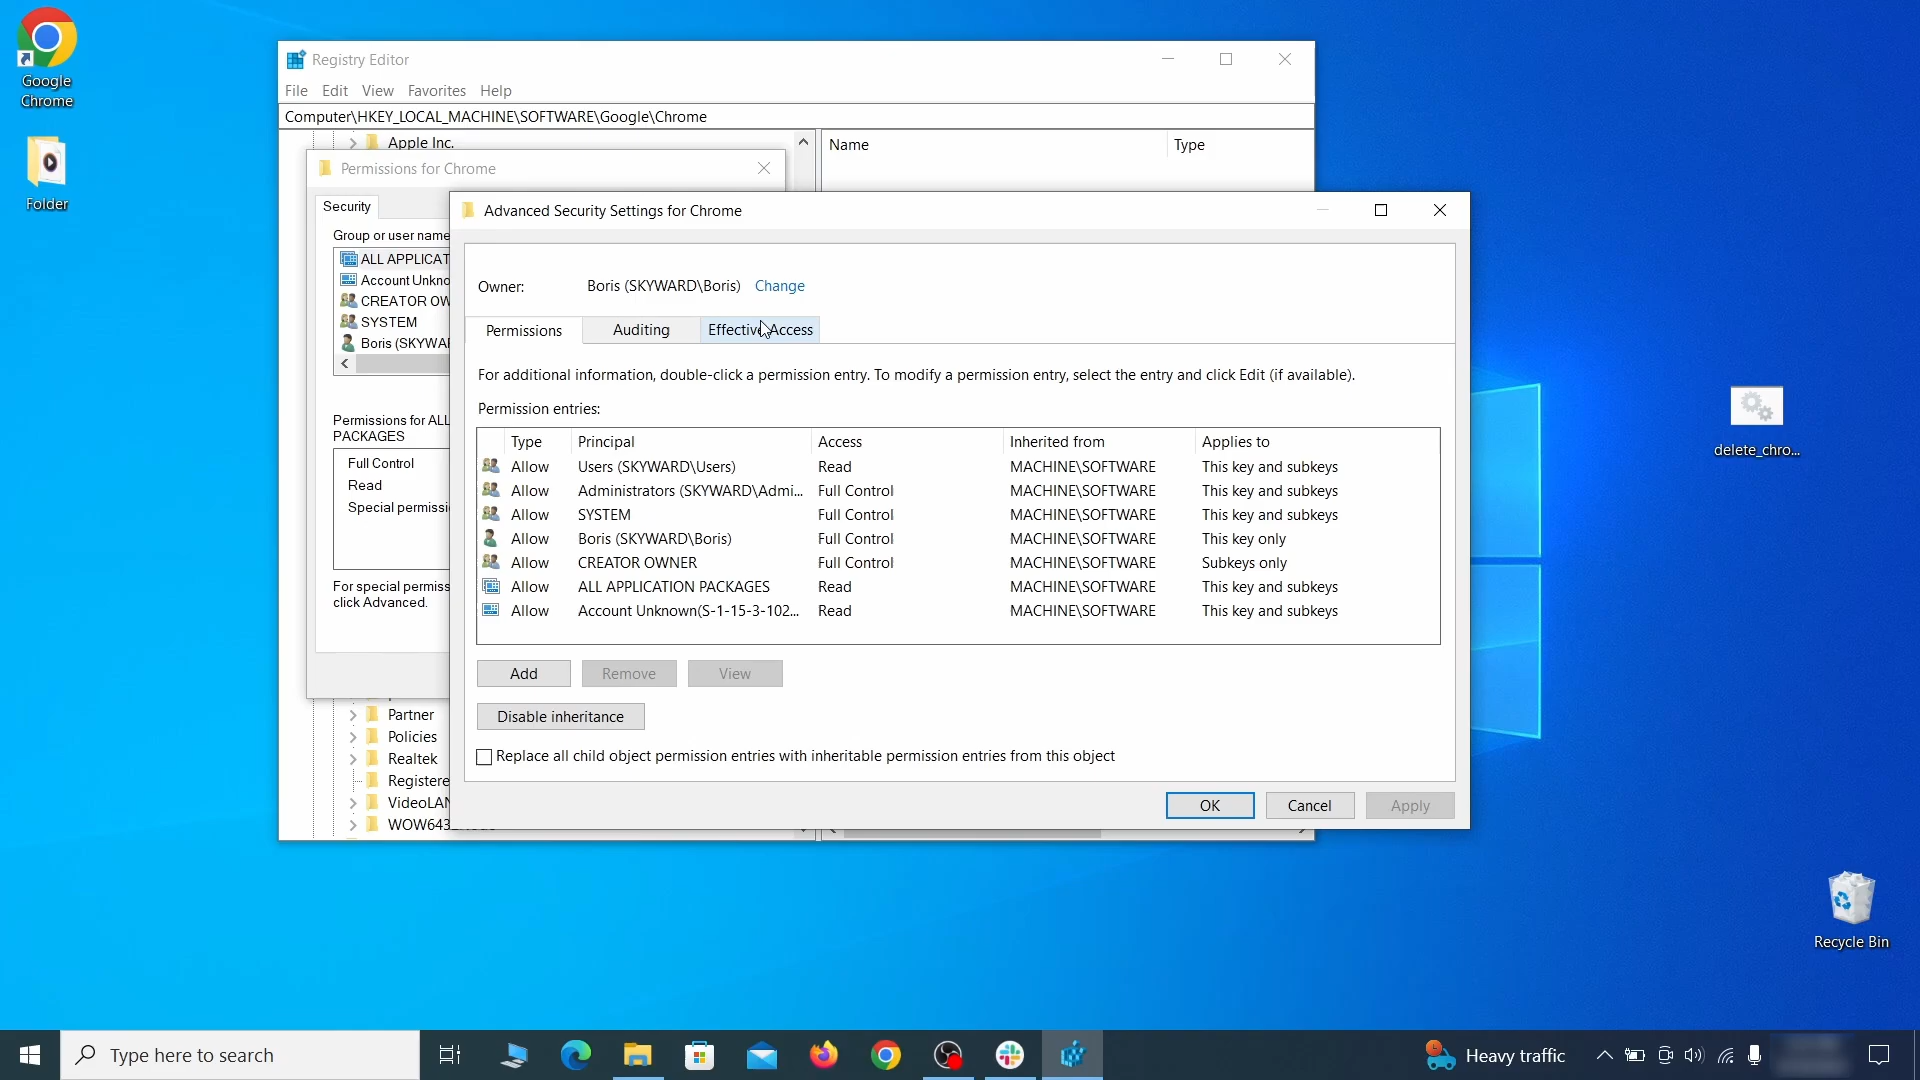 Google
Chrome
Folder
Registry Editor
File Edit View Favorites Help
Computer\HKEY_LOCAL_MACHINE\SOFTWARE\Google\Chrome
Apple Inc.
Name Type
Permissions for Chrome
Security
Group or user name
ALL APPLICAT
Account Unkno
CREATOR OW
SYSTEM
Boris (SKYWAR
Permissions for ALL
PACKAGES
Full Control
Read
Special permissi
For special permiss
click Advanced.
Partner
Policies
Realtek
Registere
VideoLAN
Advanced Security Settings for Chrome
Owner: Boris (SKYWARD\Boris) Change
Permissions Auditing Effective Access
For additional information, double-click a permission entry. To modify a permission entry, select the entry and click Edit (if available).
Permission entries:
Type Principal Access Inherited from Applies to
Allow Users (SKYWARD\Users) Read MACHINE\SOFTWARE This key and subkeys
Allow Administrators (SKYWARD\Admi... Full Control MACHINE\SOFTWARE This key and subkeys
Allow SYSTEM Full Control MACHINE\SOFTWARE This key and subkeys
Allow Boris (SKYWARD\Boris) Full Control MACHINE\SOFTWARE This key only
Allow CREATOR OWNER Full Control MACHINE\SOFTWARE Subkeys only
Allow ALL APPLICATION PACKAGES Read MACHINE\SOFTWARE This key and subkeys
Allow Account Unknown(S-1-15-3-102... Read MACHINE\SOFTWARE This key and subkeys
Add Remove View
Disable inheritance
Replace all child object permission entries with inheritable permission entries from this object
OK Cancel Apply
delete_chro...
Recycle Bin
Type here to search
Heavy traffic